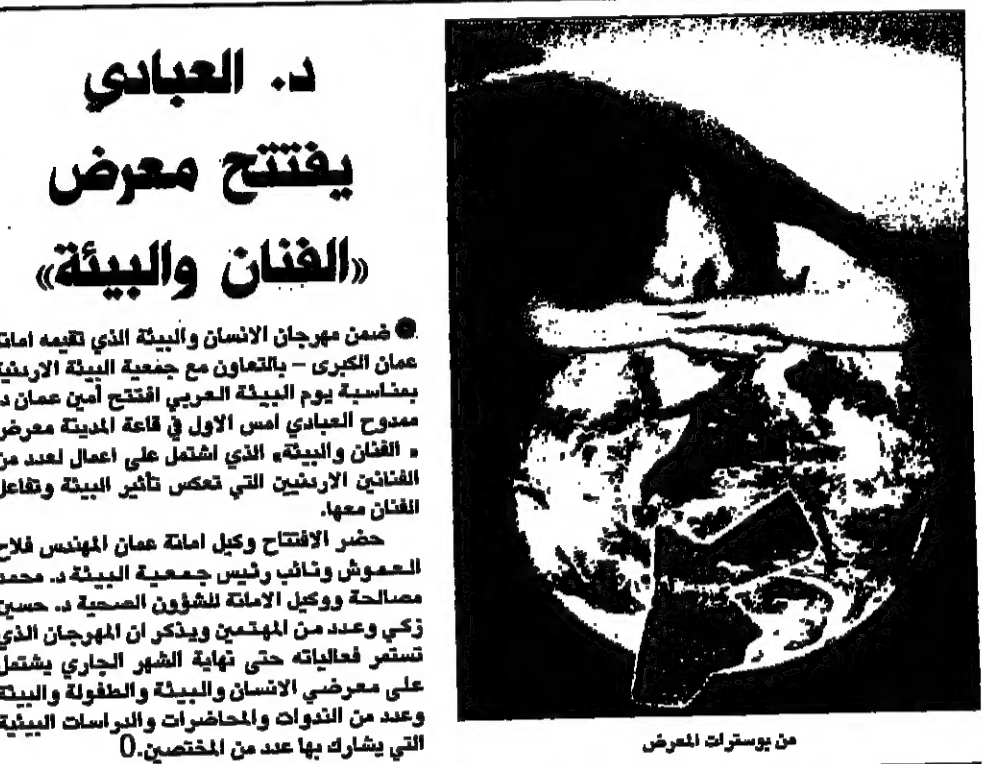 د. العبادي
يفتتح معرض
«الفنان والبيئة»
ضمن مهرجان الانسان والبيئة الذي تقيمه امانة
عمان الكبرى – بالتعاون مع جمعية البيئة الاردنية
بمناسبة يوم البيئة العربي افتتح أمين عمان د.
ممدوح العبادي امس الاول في قاعة المدينة معرض
« الفنان والبيئة» الذي اشتمل على اعمال لعدد من
الفنانين الاردنيين التي تعكس تأثير البيئة وتفاعل
الفنان معها.
حضر الافتتاح وكيل امانة عمان المهندس فلاح
العموش ونائب رئيس جمعية البيئة د. محمد
مصالحة ووكيل الامانة للشؤون الصحية د. حسين
زكي وعدد من المهتمين ويذكر ان المهرجان الذي
تستمر فعالياته حتى نهاية الشهر الجاري يشتمل
على معرضي الانسان والبيئة والطفولة والبيئة
وعدد من الندوات والمحاضرات والدراسات البيئية
التي يشارك بها عدد من المختصين.()
من بوسترات المعرض